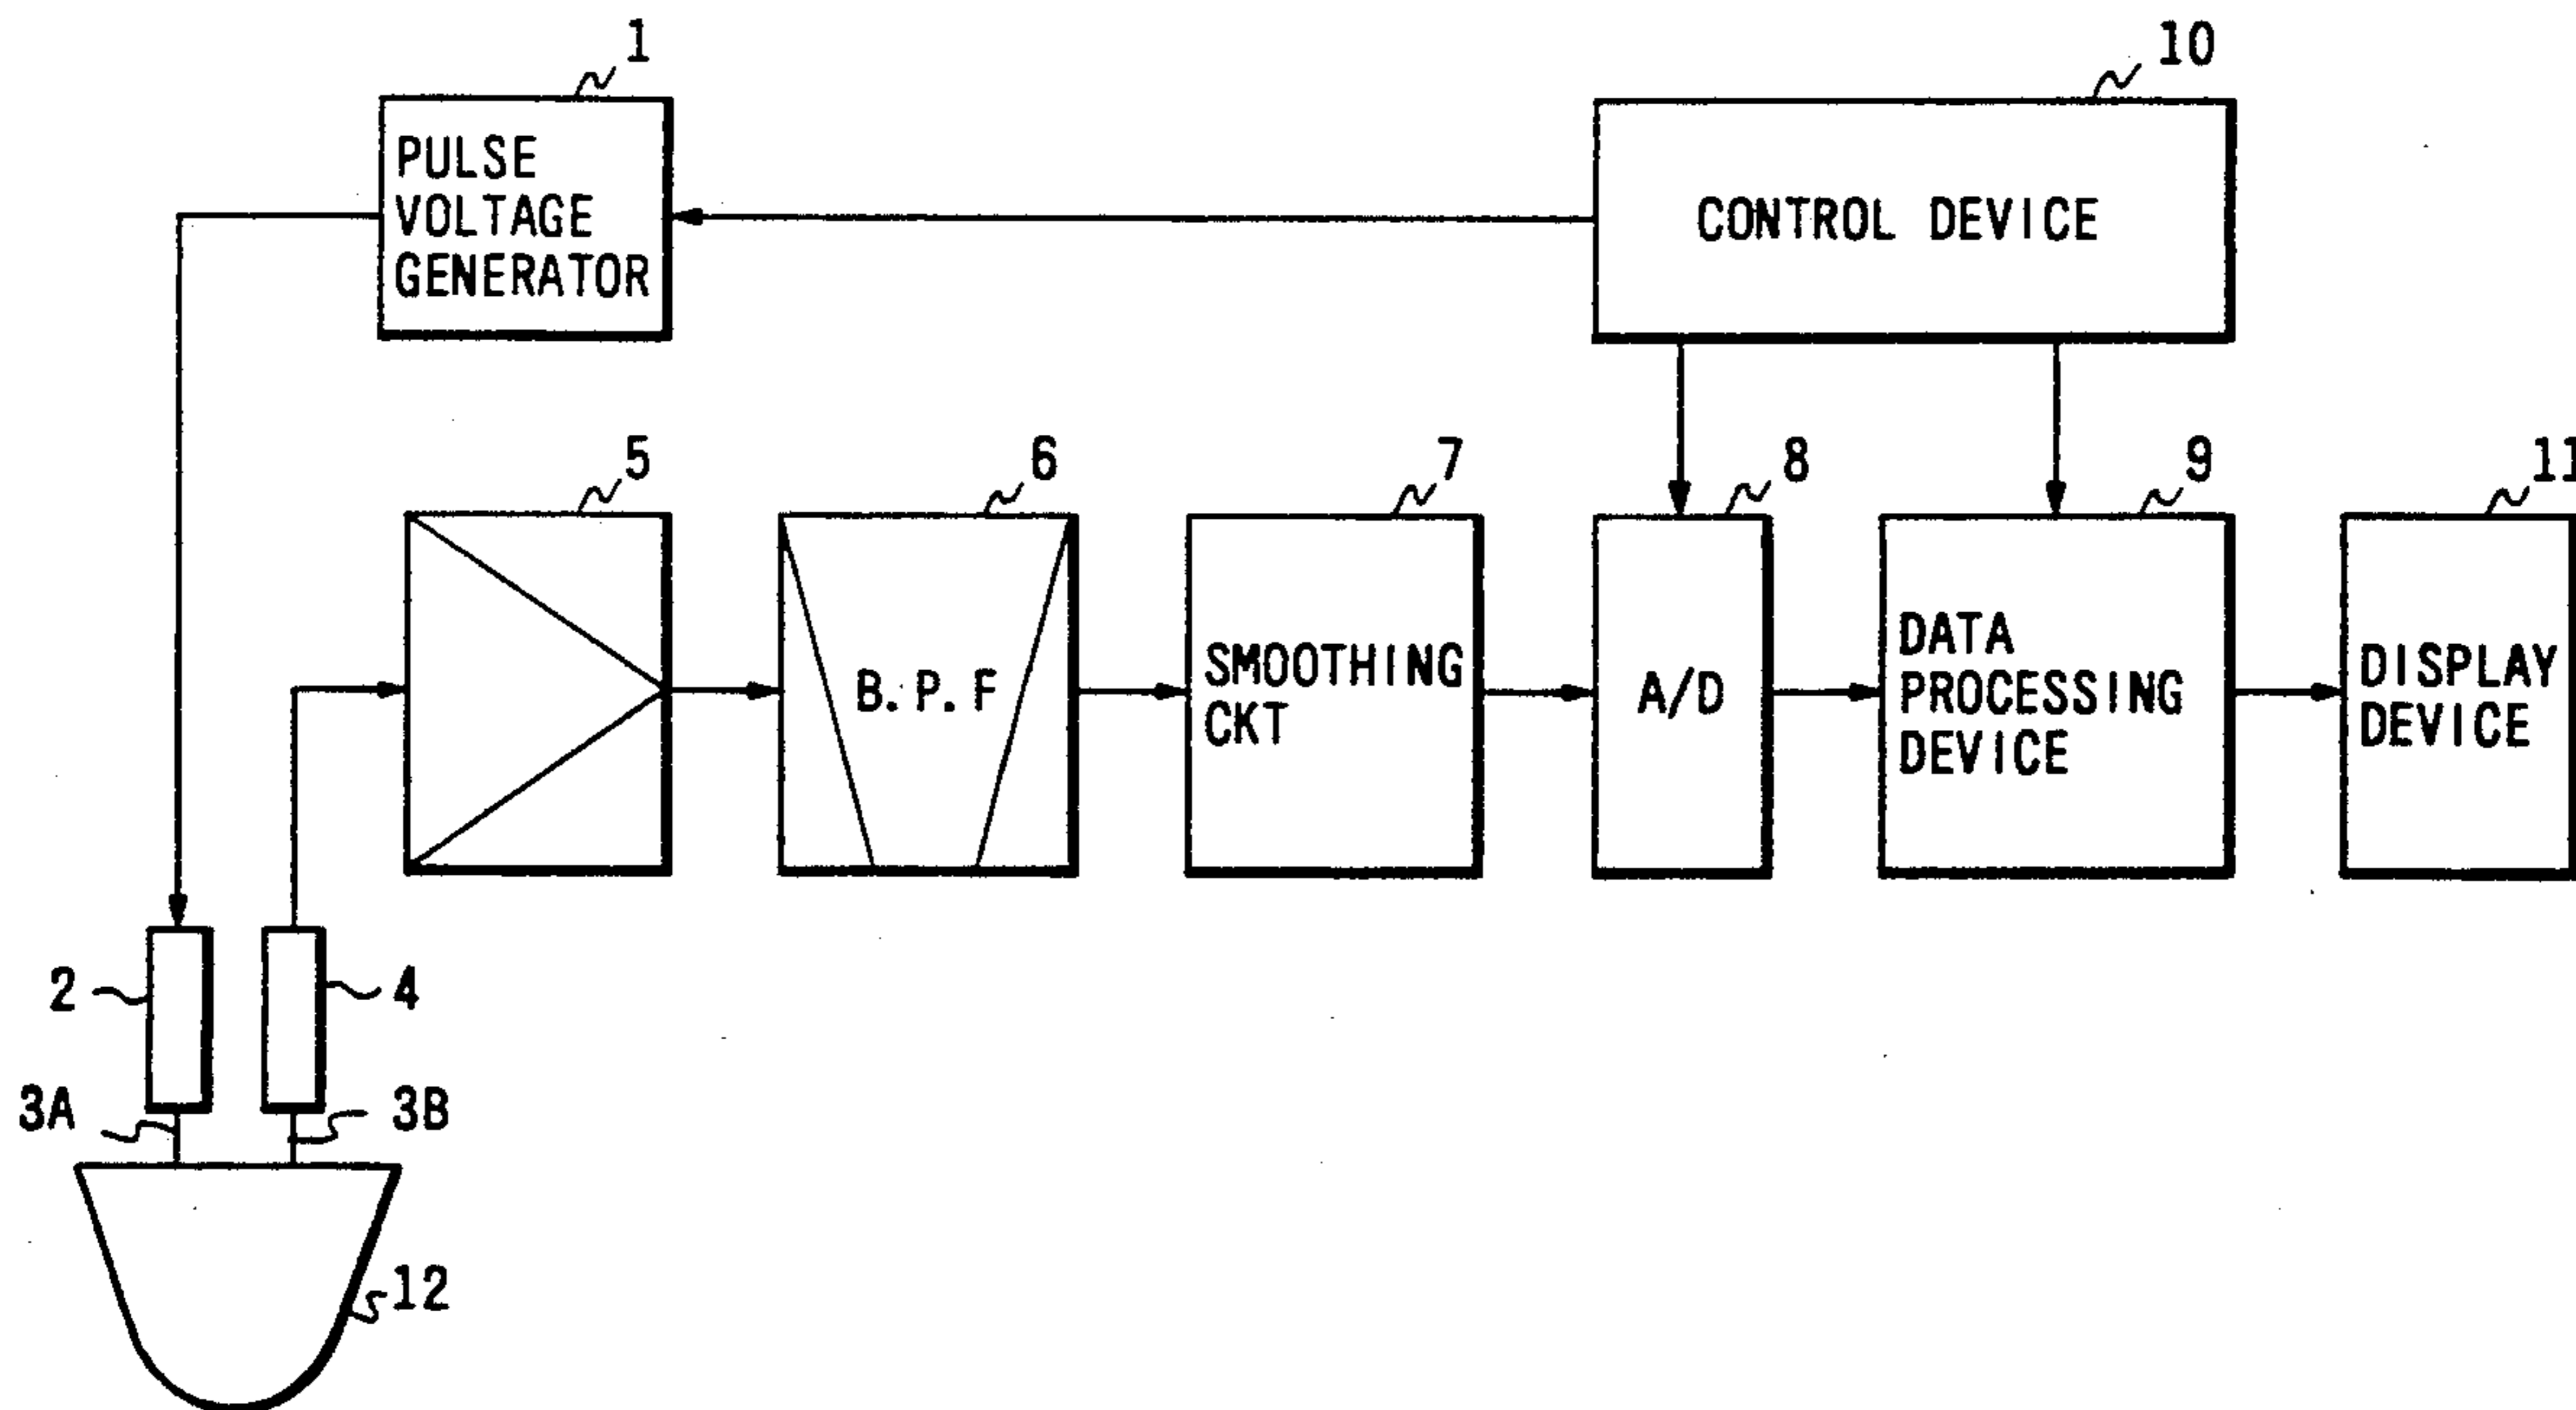 1
10
PULSE
VOLTAGE
GENERATOR
CONTROL DEVICE
5
6
7
8
9
11
B.P.F
SMOOTHING
CKT
A/D
DATA
PROCESSING
DEVICE
DISPLAY
DEVICE
2
4
3A
3B
12